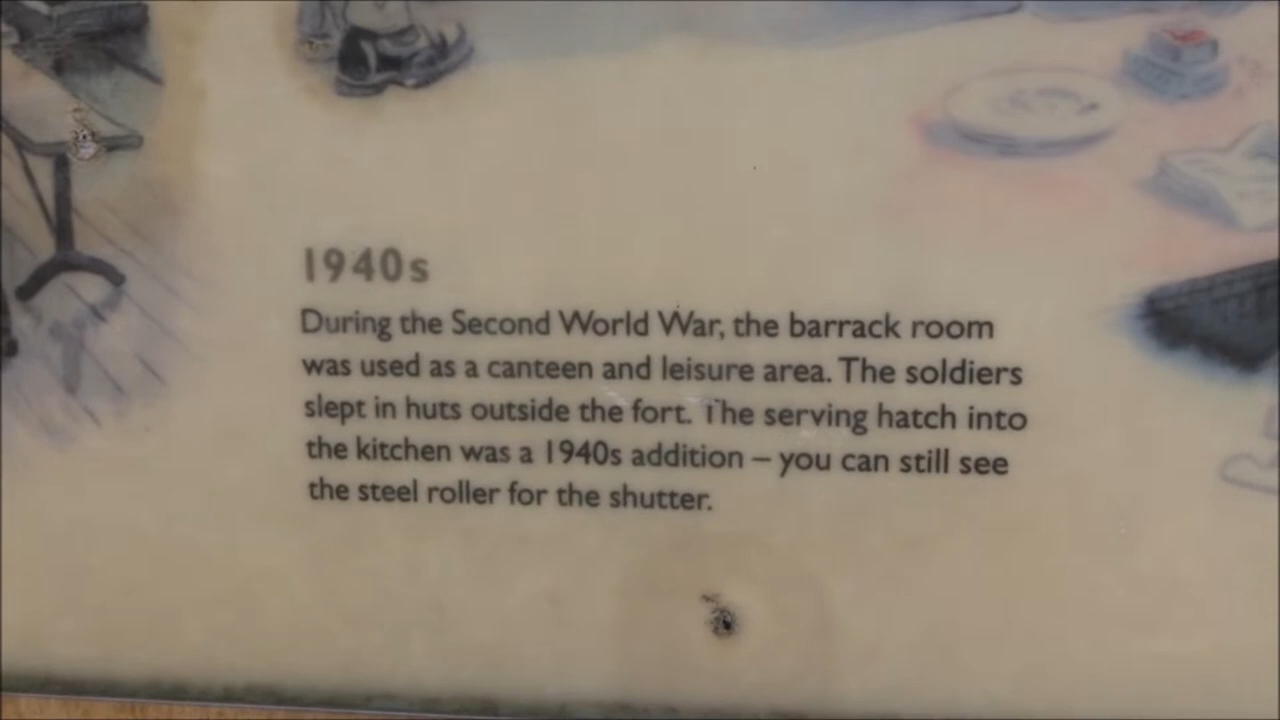 1940s
During the Second World War, the barrack room
was used as a canteen and leisure area. The soldiers
slept in huts outside the fort. The serving hatch into
the kitchen was a 1940s addition – you can still see
the steel roller for the shutter.